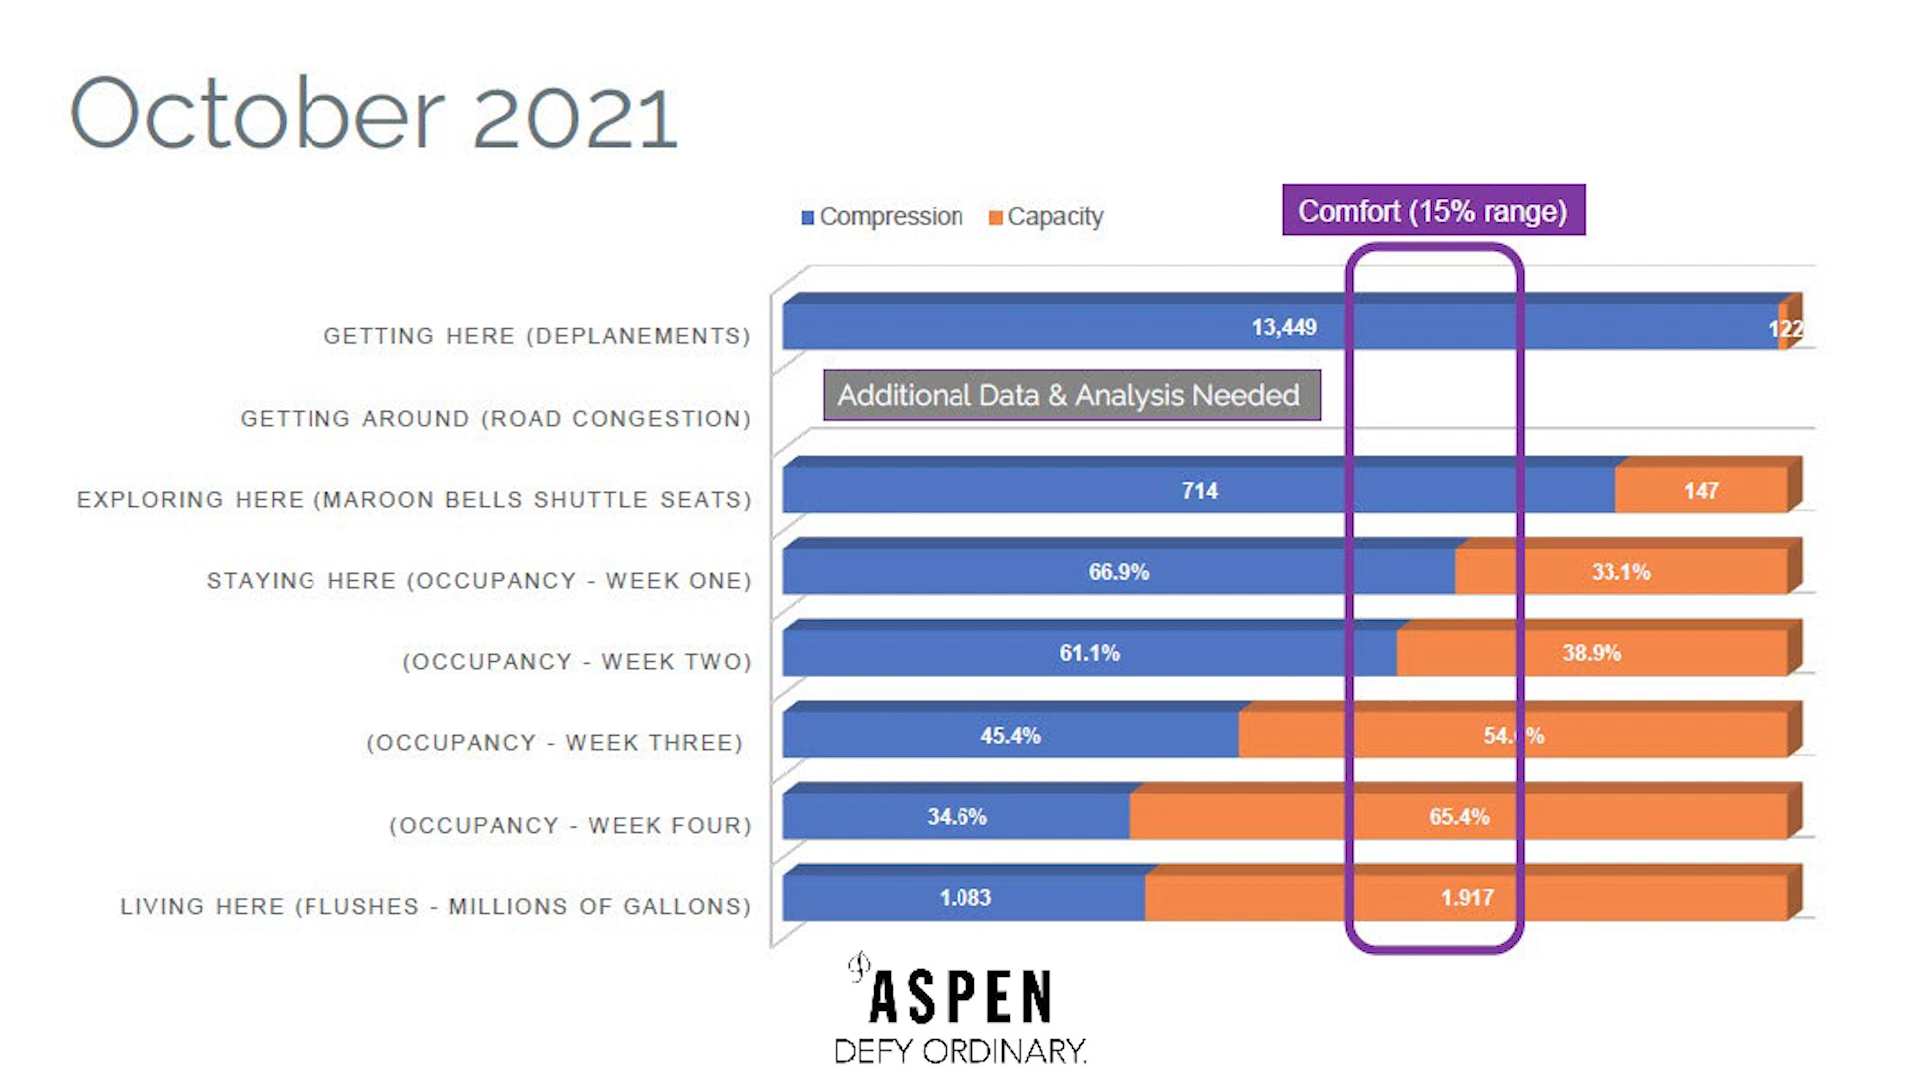 October 2021
Compression
Capacity
Comfort (15% range)
GETTING HERE (DEPLANEMENTS)
13,449
122
GETTING AROUND (ROAD CONGESTION)
Additional Data & Analysis Needed
EXPLORING HERE (MAROON BELLS SHUTTLE SEATS)
714
147
STAYING HERE (OCCUPANCY - WEEK ONE)
66.9%
33.1%
(OCCUPANCY - WEEK TWO)
61.1%
38.9%
(OCCUPANCY - WEEK THREE)
45.4%
(OCCUPANCY - WEEK FOUR)
34.6%
65.4%
LIVING HERE (FLUSHES - MILLIONS OF GALLONS)
1.083
1.917
ASPEN
DEFY ORDINARY.